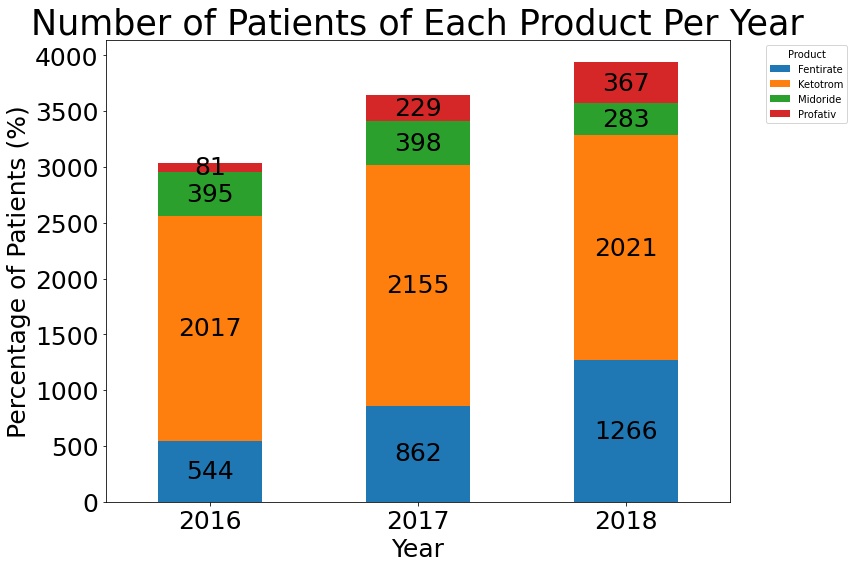 Number of Patients of Each Product Per Year
Percentage of Patients (%)
4000
3500
3000
2500
2000
1500
1000
500
0
81
395
2017
544
229
398
2155
862
367
283
2021
1266
2016 2017 2018
Year
Product
Fentirate
Ketotrom
Midoride
Profativ